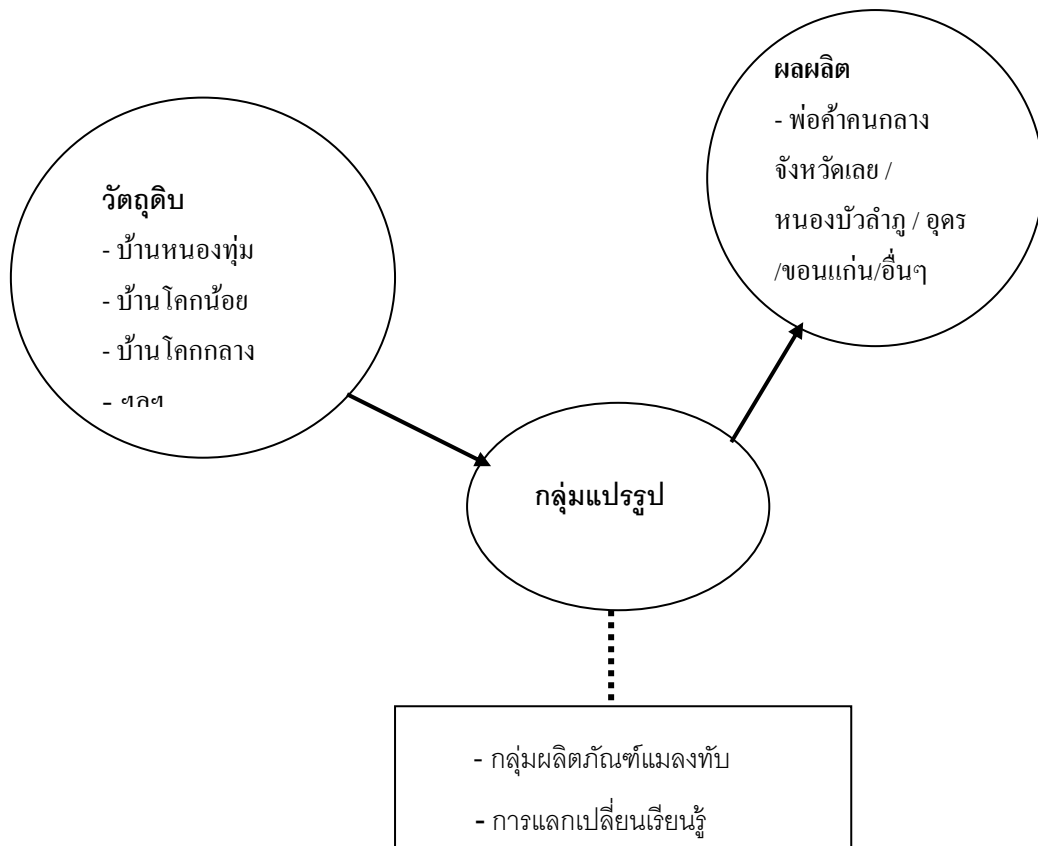 วัตถุดิบ
- บ้านหนองทุ่ม
- บ้านโคกน้อย
- บ้านโคกกลาง
- ฯลฯ
ผลผลิต
- พ่อค้าคนกลาง
จังหวัดเลย /
หนองบัวลำภู / อุดร
/ขอนแก่น/อื่นๆ
กลุ่มแปรรูป
- กลุ่มผลิตภัณฑ์แมลงทับ
- การแลกเปลี่ยนเรียนรู้